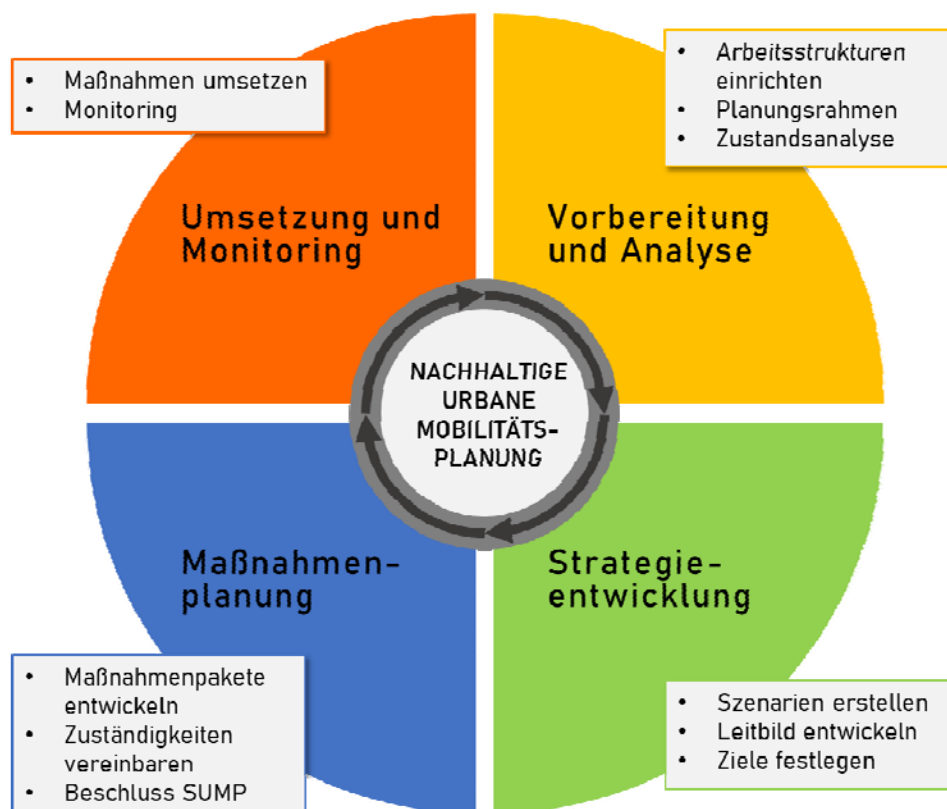 • Maßnahmen umsetzen
• Monitoring
• Arbeitsstrukturen
einrichten
• Planungsrahmen
• Zustandsanalyse
Umsetzung und
Monitoring
Vorbereitung
und Analyse
NACHHALTIGE
URBANE
MOBILITÄTS-
PLANUNG
Maßnahmen-
planung
Strategie-
entwicklung
• Maßnahmenpakete
entwickeln
• Zuständigkeiten
vereinbaren
• Beschluss SUMP
• Szenarien erstellen
• Leitbild entwickeln
• Ziele festlegen